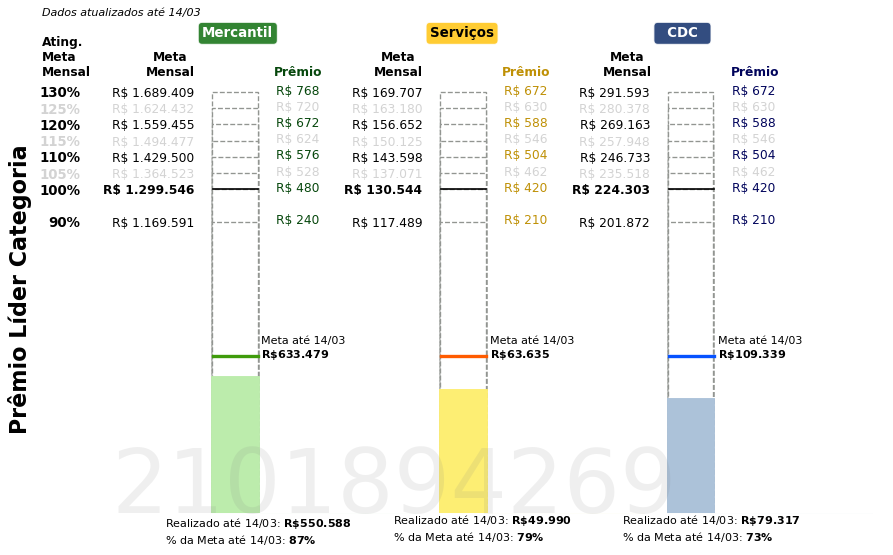 Dados atualizados até 14/03
Mercantil Serviços CDC
Ating. Meta Mensal Meta Mensal Prêmio Meta Mensal Prêmio Meta Mensal Prêmio
130% R$ 1.689.409 R$ 768 R$ 169.707 R$ 672 R$ 291.593 R$ 672
125% R$ 1.624.432 R$ 720 R$ 163.180 R$ 630 R$ 280.378 R$ 630
120% R$ 1.559.455 R$ 672 R$ 156.652 R$ 588 R$ 269.163 R$ 588
115% R$ 1.494.477 R$ 624 R$ 150.125 R$ 546 R$ 257.948 R$ 546
110% R$ 1.429.500 R$ 576 R$ 143.598 R$ 504 R$ 246.733 R$ 504
105% R$ 1.364.523 R$ 528 R$ 137.071 R$ 462 R$ 235.518 R$ 462
100% R$ 1.299.546 R$ 480 R$ 130.544 R$ 420 R$ 224.303 R$ 420
90% R$ 1.169.591 R$ 240 R$ 117.489 R$ 210 R$ 201.872 R$ 210
Prêmio Líder Categoria
Meta até 14/03 Meta até 14/03 Meta até 14/03
R$633.479 R$63.635 R$109.339
2101894269
Realizado até 14/03: R$550.588 Realizado até 14/03: R$49.990 Realizado até 14/03: R$79.317
% da Meta até 14/03: 87% % da Meta até 14/03: 79% % da Meta até 14/03: 73%